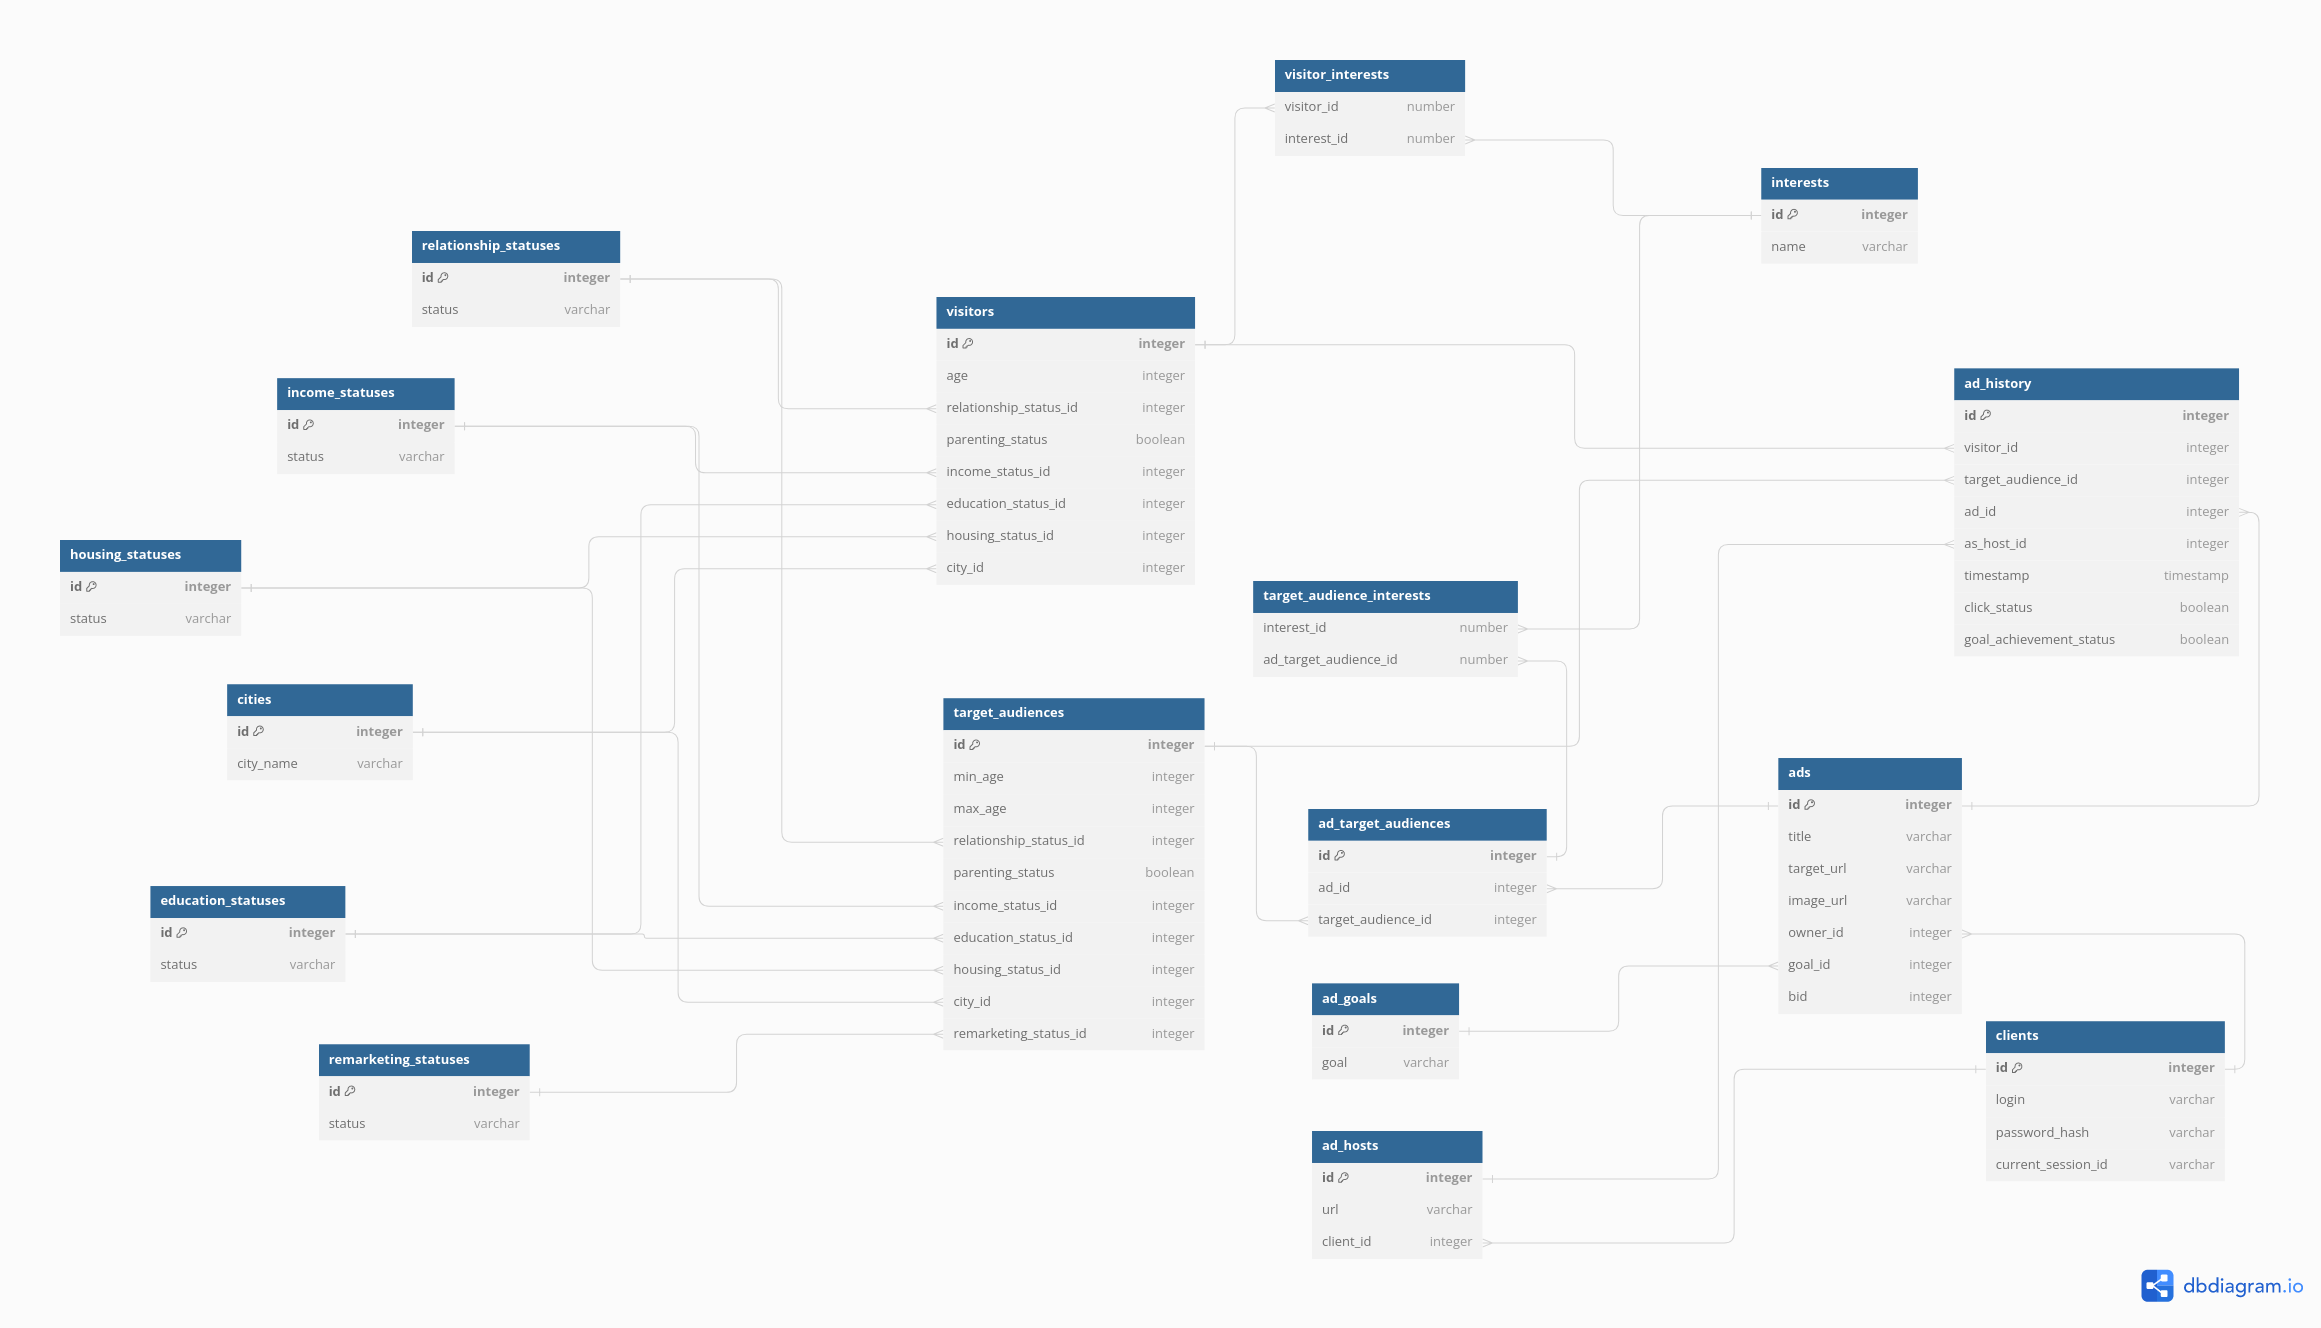 visitor_interests
visitor_id number
interest_id number
interests
id integer
name varchar
relationship_statuses
id integer
status varchar
visitors
id integer
age integer
relationship_status_id integer
parenting_status boolean
income_status_id integer
education_status_id integer
housing_status_id integer
city_id integer
income_statuses
id integer
status varchar
ad_history
id integer
visitor_id integer
target_audience_id integer
ad_id integer
as_host_id integer
timestamp timestamp
click_status boolean
goal_achievement_status boolean
housing_statuses
id integer
status varchar
target_audience_interests
interest_id number
ad_target_audience_id number
cities
id integer
city_name varchar
target_audiences
id integer
min_age integer
max_age integer
relationship_status_id integer
parenting_status boolean
income_status_id integer
education_status_id integer
housing_status_id integer
city_id integer
remarketing_status_id integer
ads
id integer
title varchar
target_url varchar
image_url varchar
owner_id integer
goal_id integer
bid integer
ad_target_audiences
id integer
ad_id integer
target_audience_id integer
education_statuses
id integer
status varchar
ad_goals
id integer
goal varchar
clients
id integer
login varchar
password_hash varchar
current_session_id varchar
remarketing_statuses
id integer
status varchar
ad_hosts
id integer
url varchar
client_id integer
dbdiagram.io